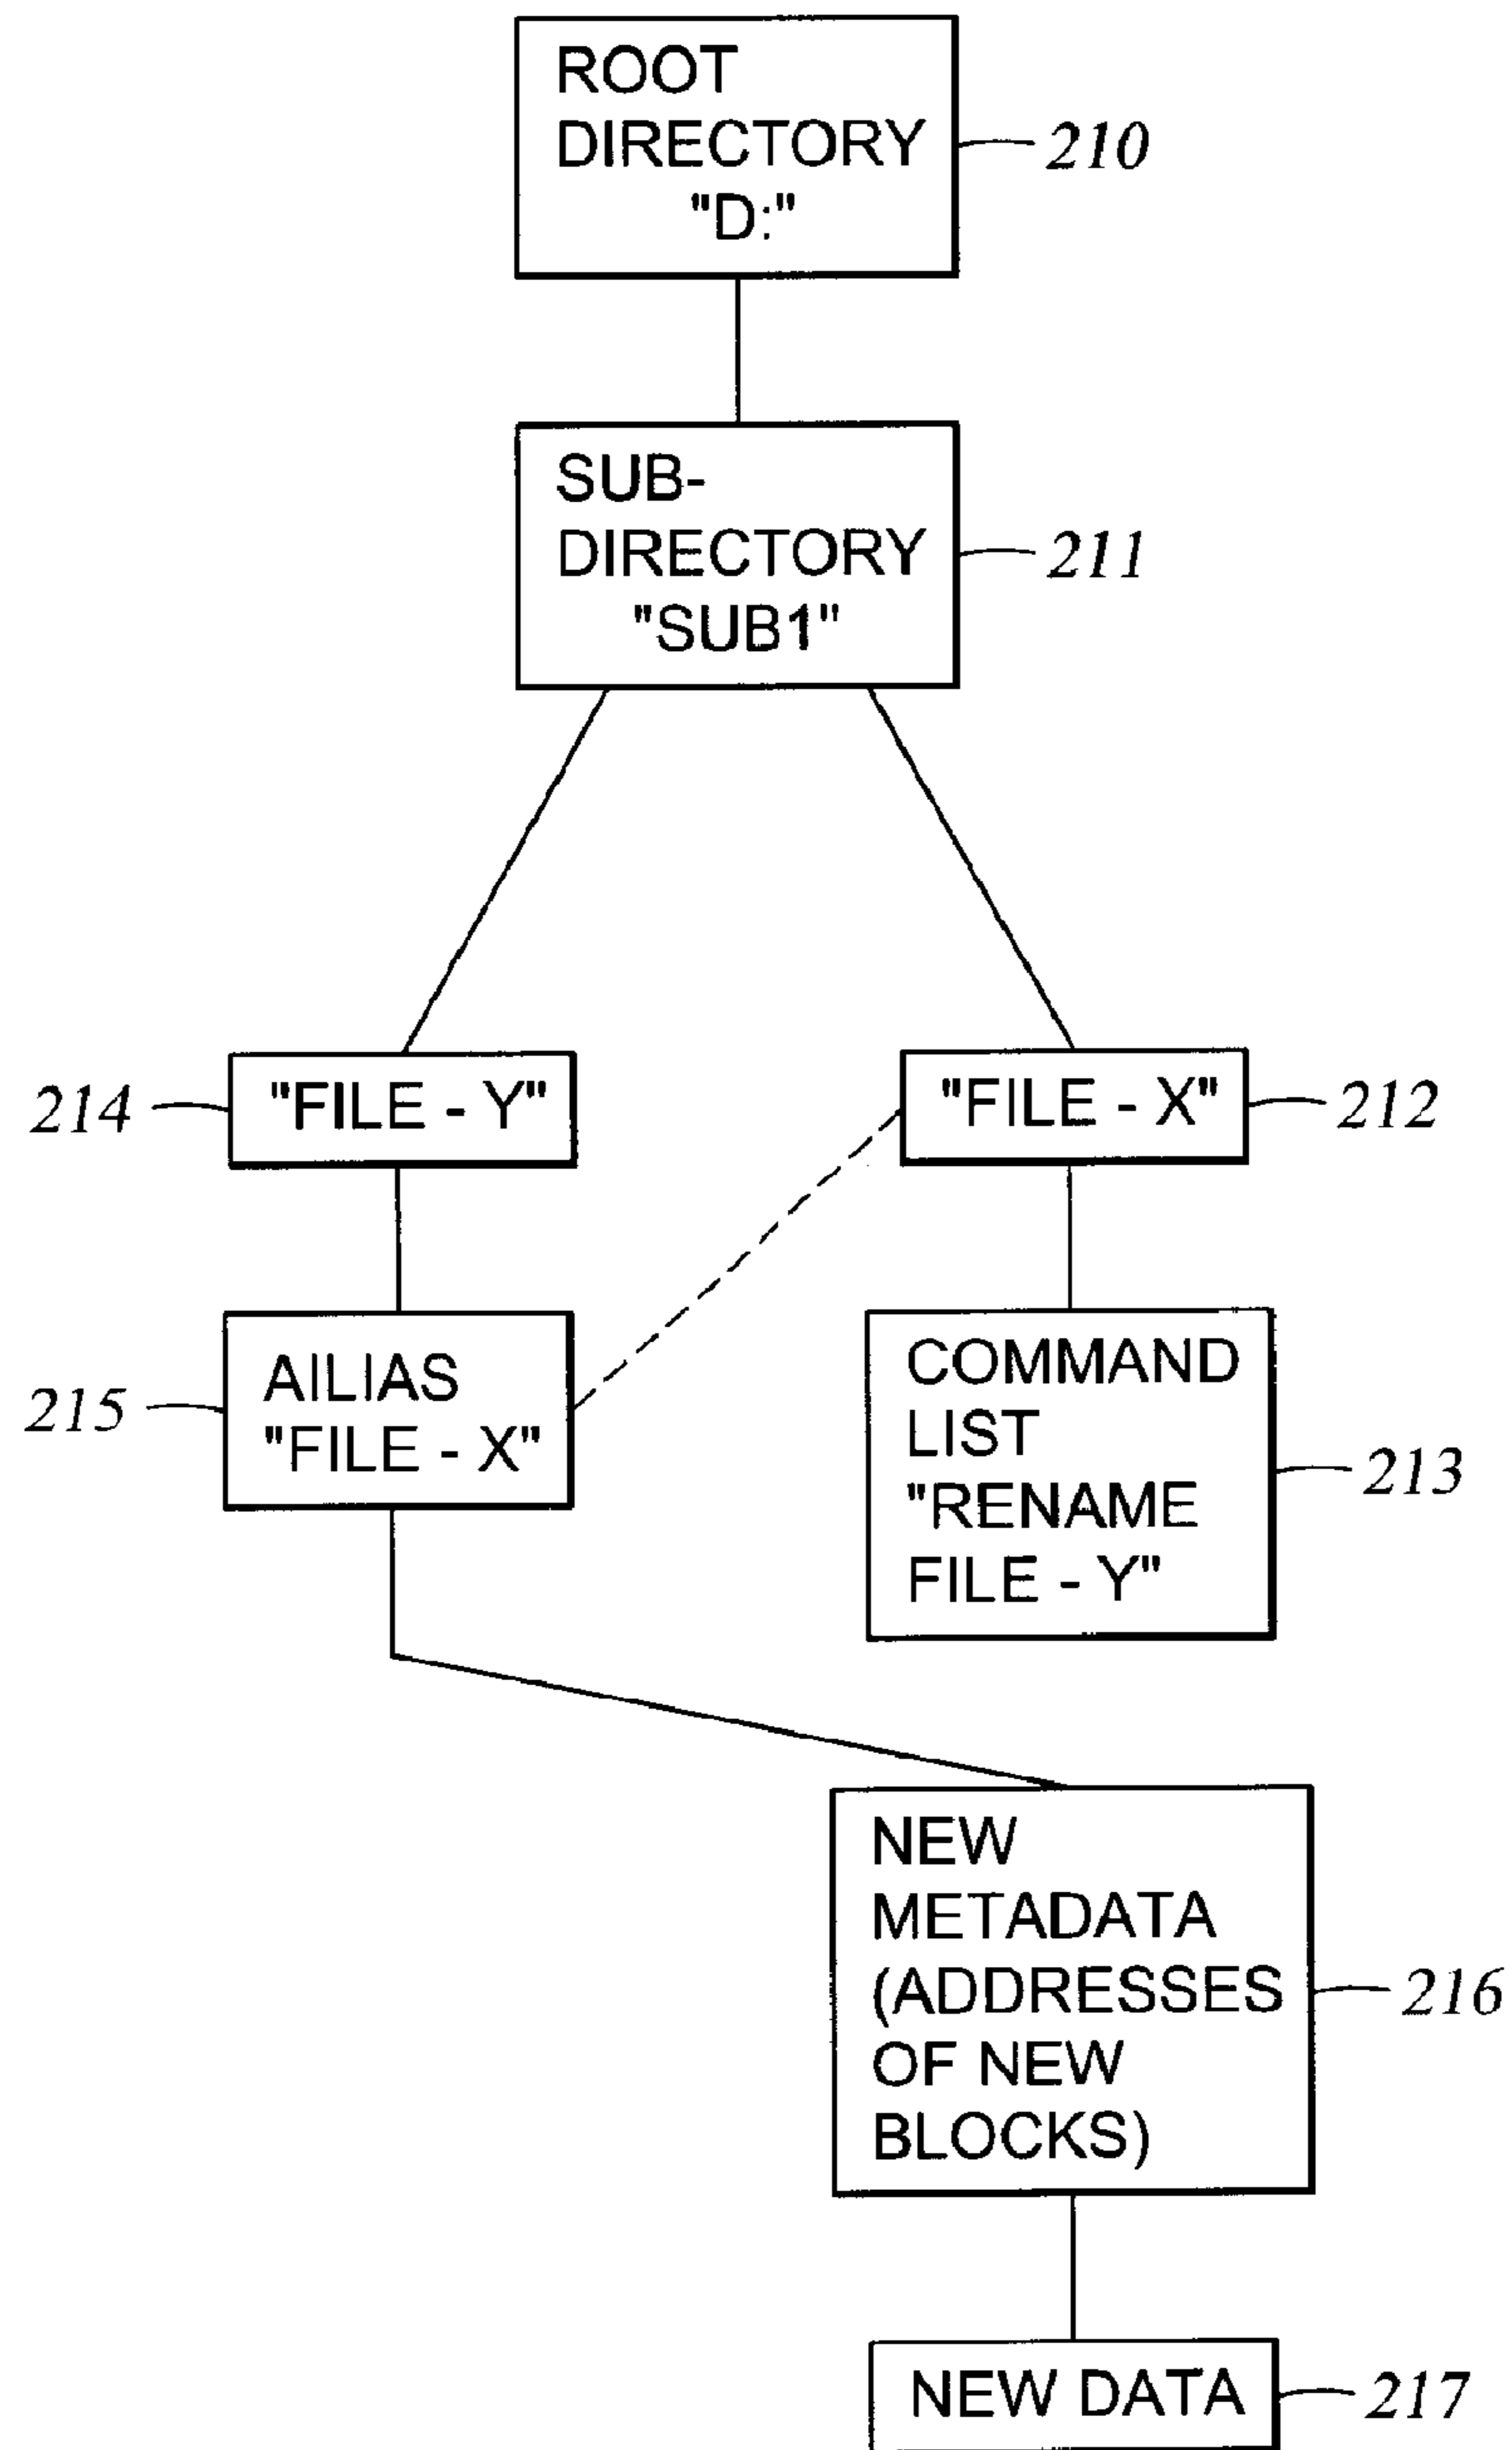 ROOT
DIRECTORY
"D:"
210
SUB-
DIRECTORY
"SUB1"
211
214
"FILE - Y"
"FILE - X"
212
215
AILIAS
"FILE - X"
COMMAND
LIST
"RENAME
FILE - Y"
213
NEW
METADATA
(ADDRESSES
OF NEW
BLOCKS)
216
NEW DATA
217